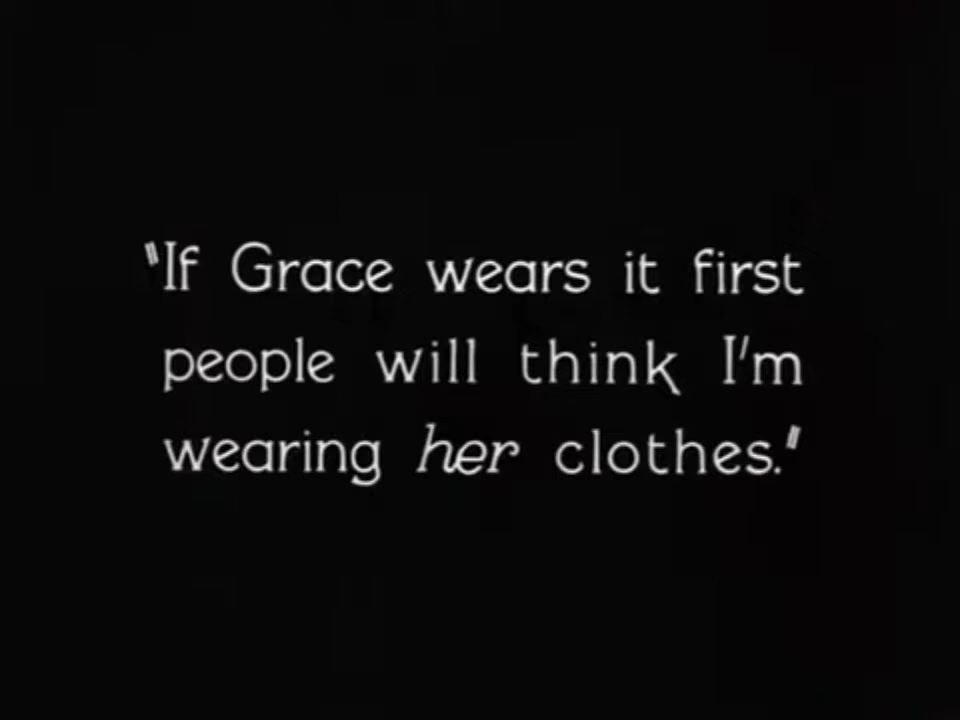 "If Grace wears it first
people will think I'm
wearing her clothes."